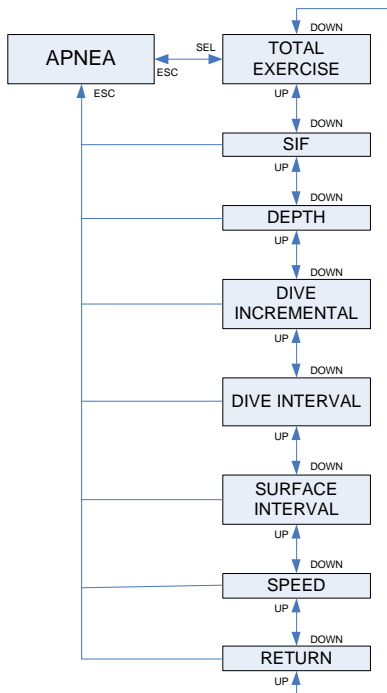 DOWN
APNEA
SEL
ESC
TOTAL
EXERCISE
ESC
UP
DOWN
SIF
UP
DOWN
DEPTH
UP
DOWN
DIVE
INCREMENTAL
UP
DOWN
DIVE INTERVAL
UP
DOWN
SURFACE
INTERVAL
UP
DOWN
SPEED
UP
DOWN
RETURN
UP